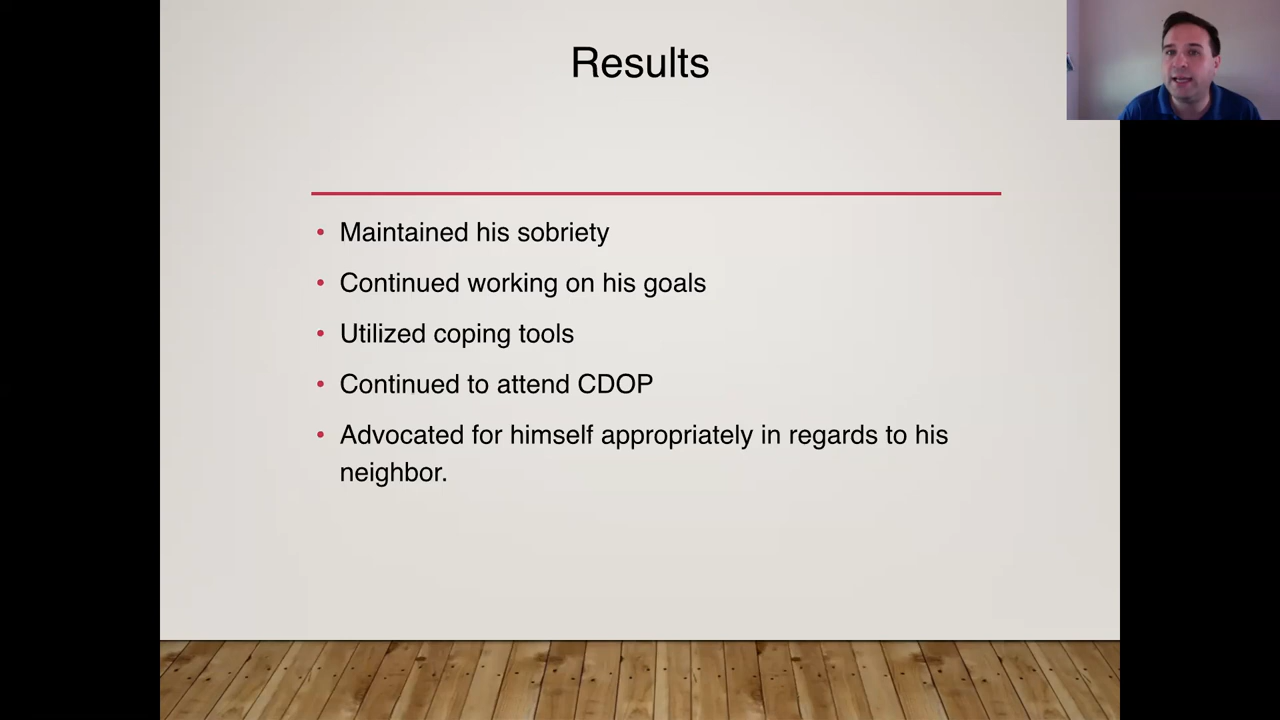 Results
• Maintained his sobriety
• Continued working on his goals
• Utilized coping tools
• Continued to attend CDOP
• Advocated for himself appropriately in regards to his
neighbor.